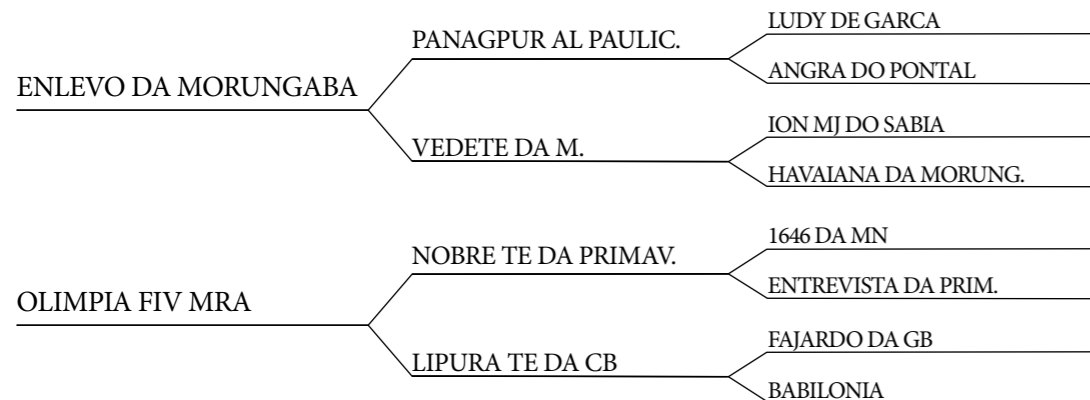 LUDY DE GARCA
PANAGPUR AL PAULIC.
ANGRA DO PONTAL
ENLEVO DA MORUNGABA
ION MJ DO SABIA
VEDETE DA M.
HAVAIANA DA MORUNG.
1646 DA MN
NOBRE TE DA PRIMAV.
ENTREVISTA DA PRIM.
OLIMPIA FIV MRA
FAJARDO DA GB
LIPURA TE DA CB
BABILONIA